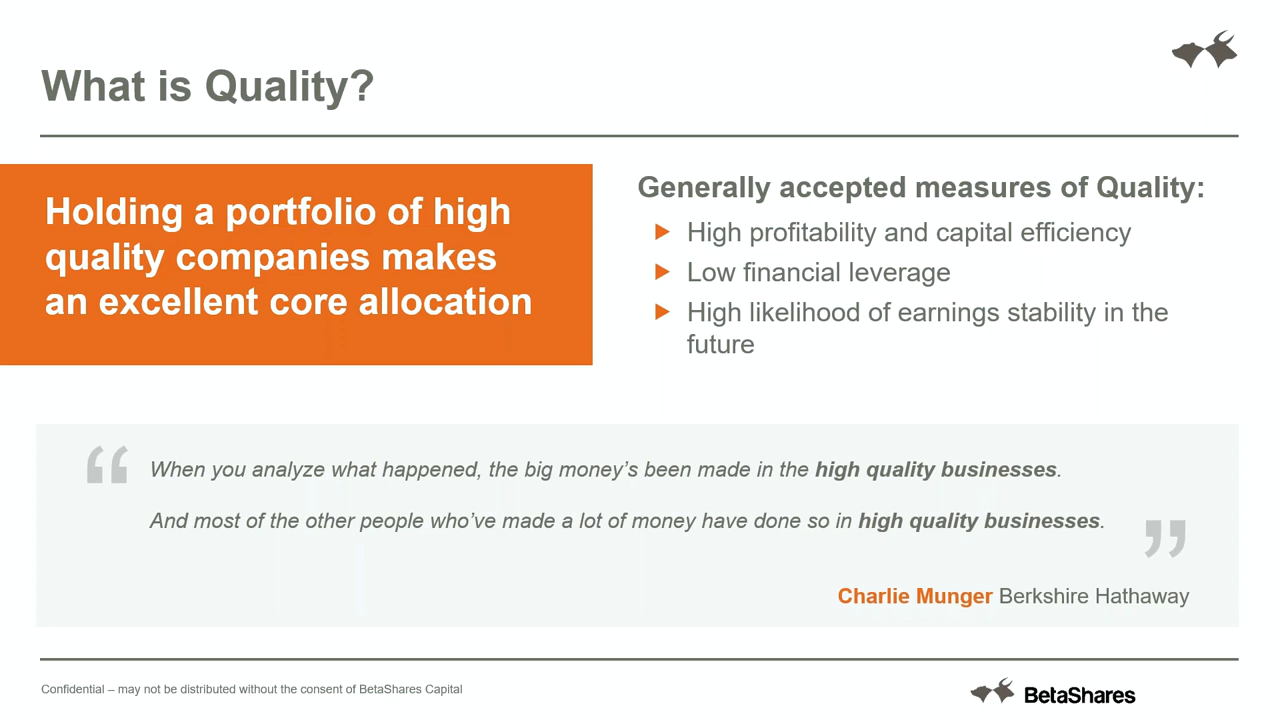 What is Quality?
Holding a portfolio of high
quality companies makes
an excellent core allocation
Generally accepted measures of Quality:
High profitability and capital efficiency
Low financial leverage
High likelihood of earnings stability in the
future
“ When you analyze what happened, the big money’s been made in the high quality businesses.
And most of the other people who’ve made a lot of money have done so in high quality businesses. ”
Charlie Munger Berkshire Hathaway
Confidential – may not be distributed without the consent of BetaShares Capital
BetaShares